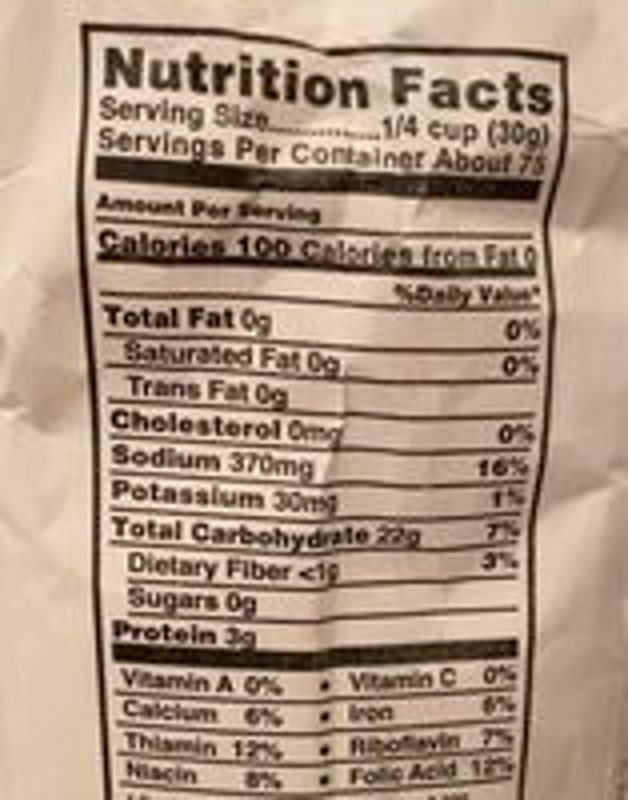 Nutrition Facts
Serving Size............1/4 cup (30g)
Servings Per Container About 75
Amount Per Serving
Calories 100 Calories from Fat 0
%Daily Value*
Total Fat 0g 0%
Saturated Fat 0g 0%
Trans Fat 0g
Cholesterol 0mg 0%
Sodium 370mg 16%
Potassium 30mg 1%
Total Carbohydrate 22g 7%
Dietary Fiber <1g 3%
Sugars 0g
Protein 3g
Vitamin A 0% • Vitamin C 0%
Calcium 6% • Iron 6%
Thiamin 12% • Riboflavin 7%
Niacin 8% • Folic Acid 12%